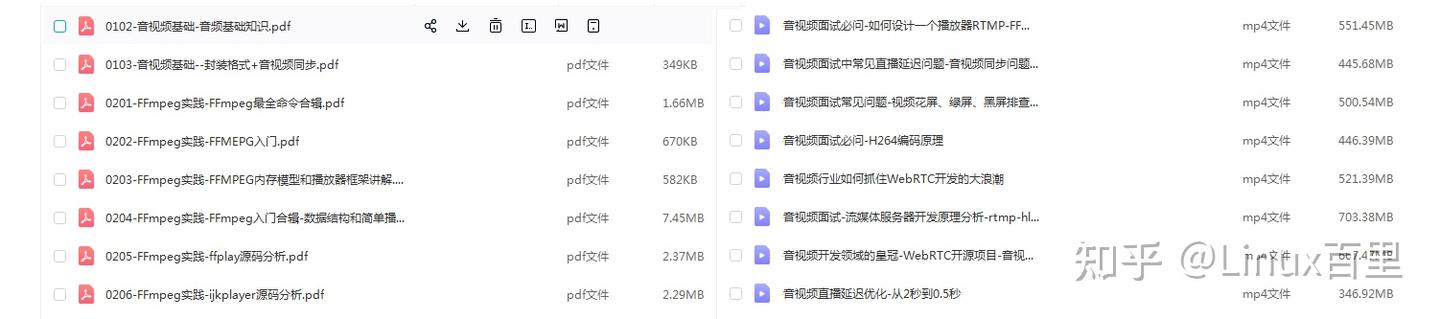 0102-音视频基础-音频基础知识.pdf
0103-音视频基础--封装格式+音视频同步.pdf pdf文件 349KB
0201-FFmpeg实践-FFmpeg最全命令合辑.pdf pdf文件 1.66MB
0202-FFmpeg实践-FFMEPG入门.pdf pdf文件 670KB
0203-FFmpeg实践-FFMPEG内存模型和播放器框架讲解.... pdf文件 582KB
0204-FFmpeg实践-FFmpeg入门合辑-数据结构和简单播... pdf文件 7.45MB
0205-FFmpeg实践-ffplay源码分析.pdf pdf文件 2.37MB
0206-FFmpeg实践-ijkplayer源码分析.pdf pdf文件 2.29MB
音视频面试必问-如何设计一个播放器RTMP-FF... mp4文件 551.45MB
音视频面试中常见直播延迟问题-音视频同步问题... mp4文件 445.68MB
音视频面试常见问题-视频花屏、绿屏、黑屏排查... mp4文件 500.54MB
音视频面试必问-H264编码原理 mp4文件 446.39MB
音视频行业如何抓住WebRTC开发的大浪潮 mp4文件 521.39MB
音视频面试-流媒体服务器开发原理分析-rtmp-hl... mp4文件 703.38MB
音视频开发领域的皇冠-WebRTC开源项目-音视... mp4文件
音视频直播延迟优化-从2秒到0.5秒 mp4文件 346.92MB
知乎 @Linux百里